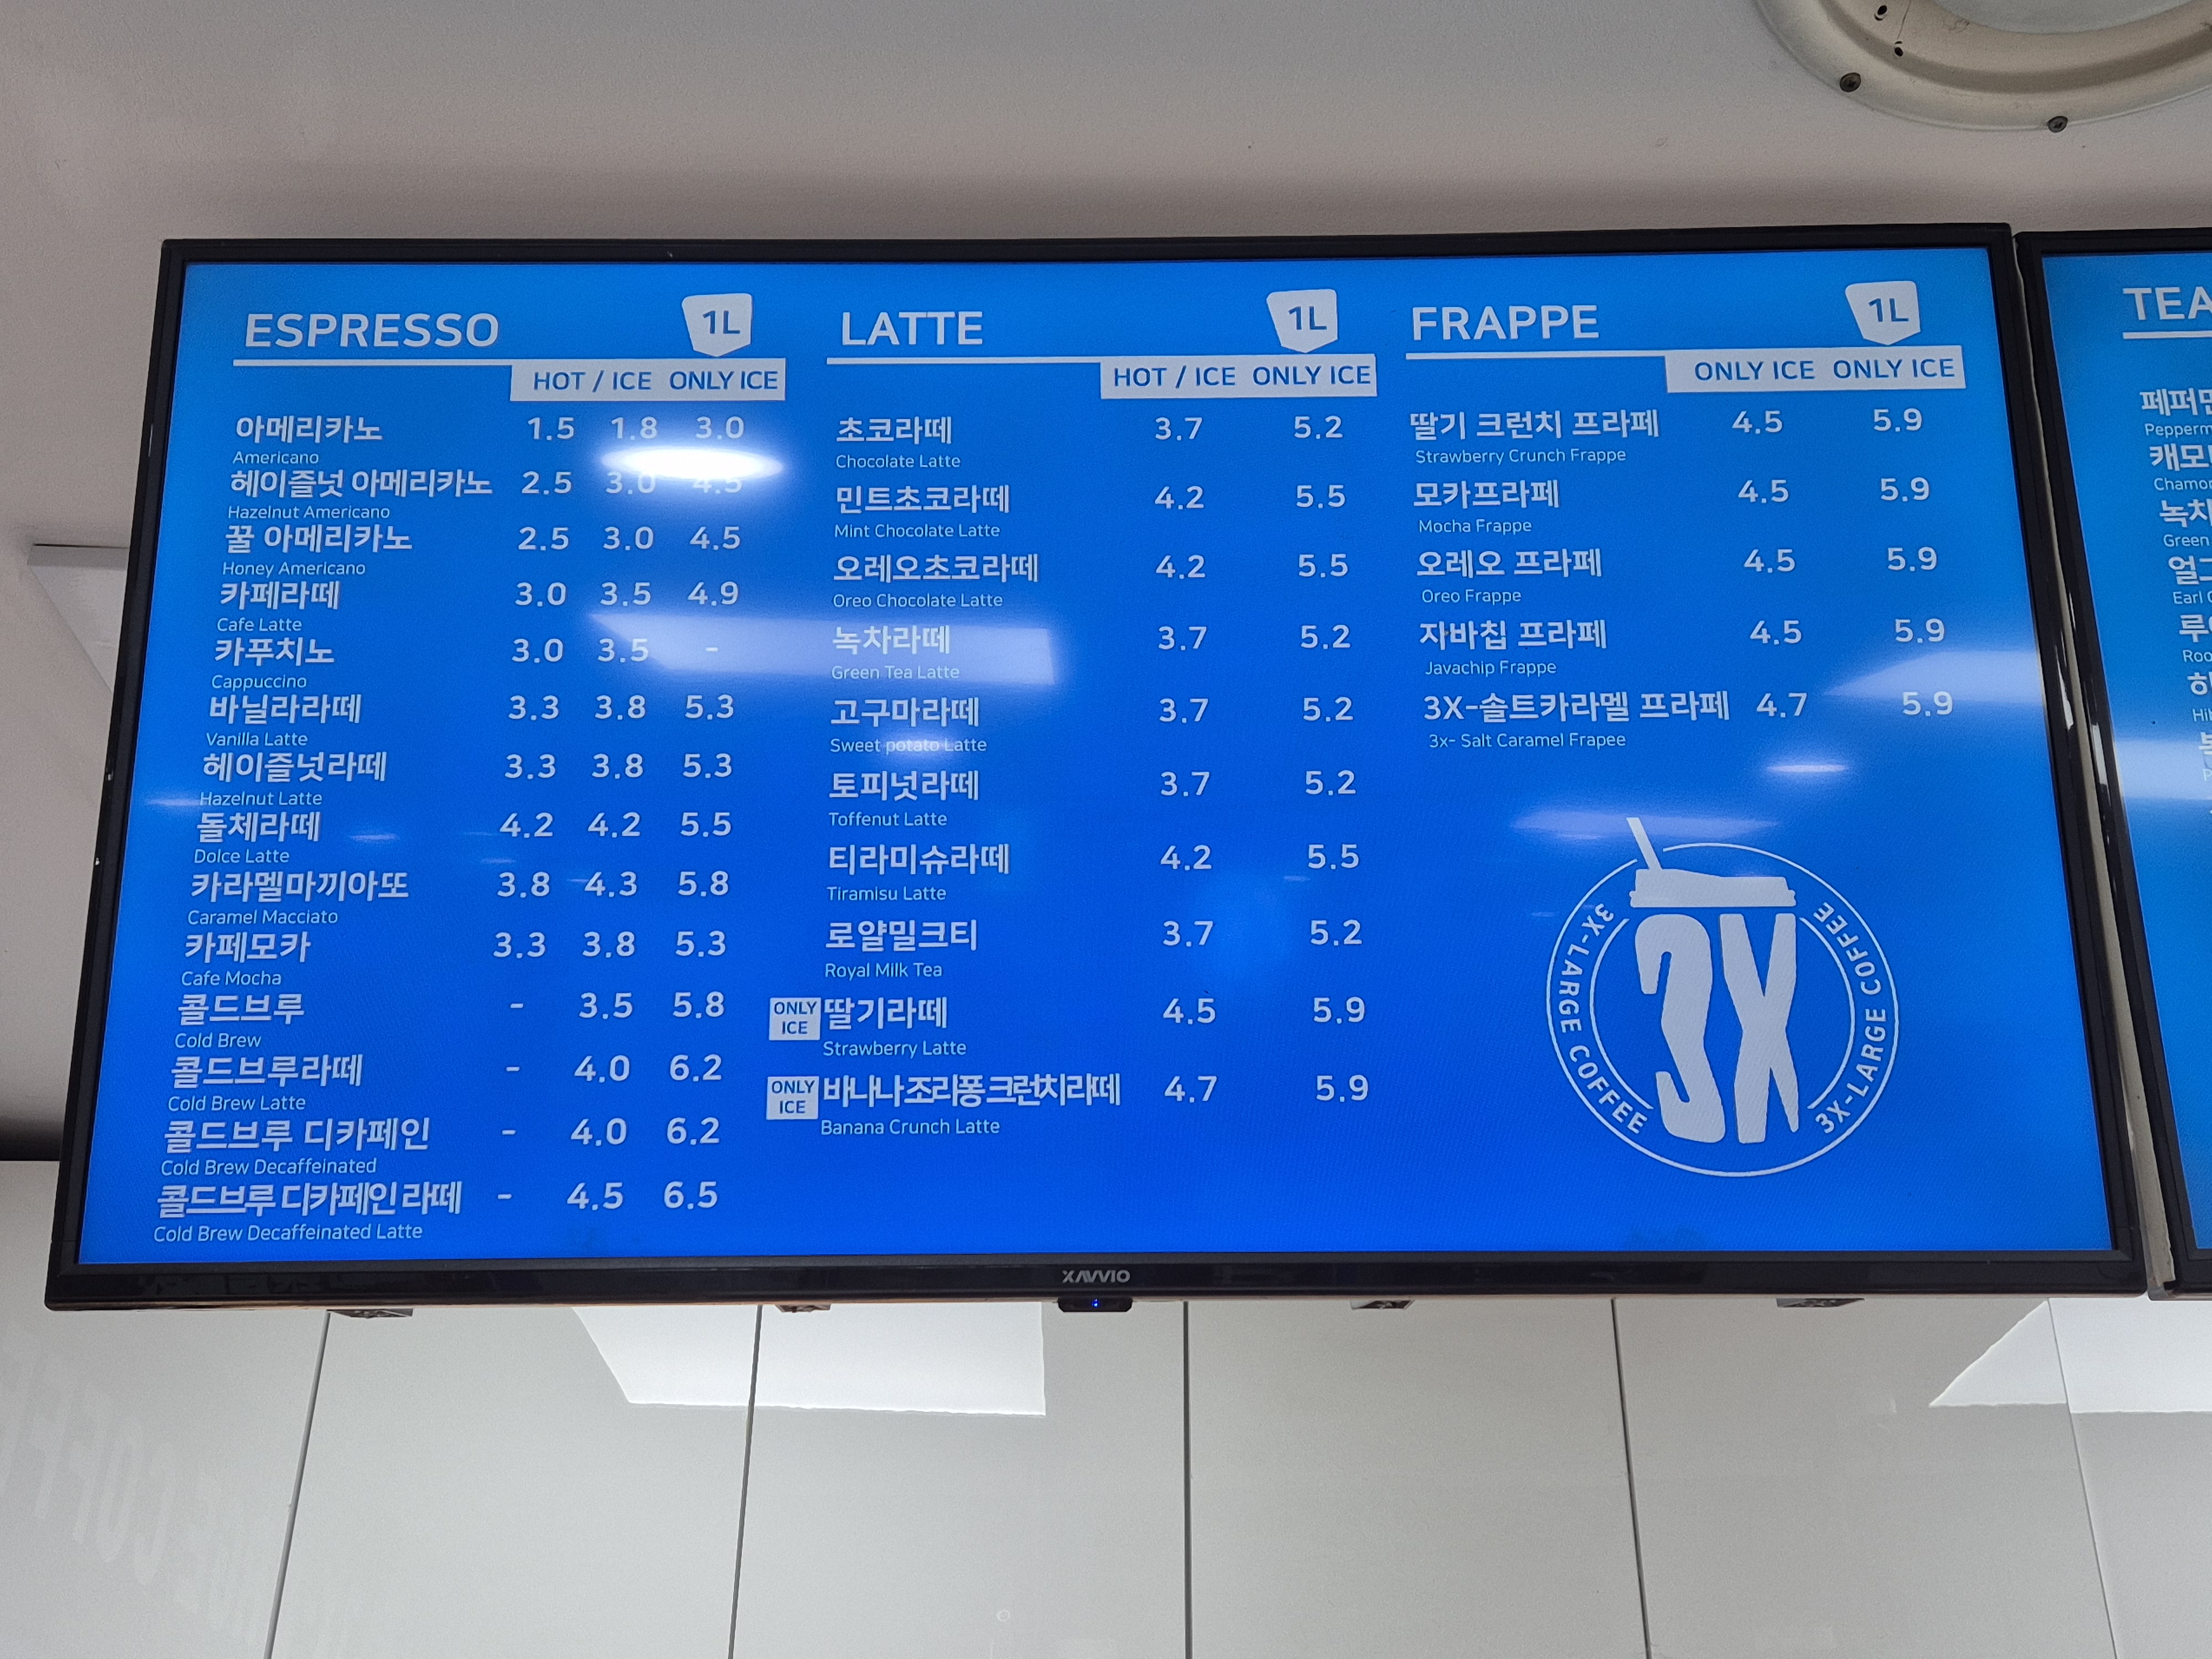 ESPRESSO 1L
HOT / ICE ONLY ICE
아메리카노 1.5 1.8 3.0
Americano
헤이즐넛 아메리카노 2.5 3.0 4.5
Hazelnut Americano
꿀 아메리카노 2.5 3.0 4.5
Honey Americano
카페라떼 3.0 3.5 4.9
Cafe Latte
카푸치노 3.0 3.5 -
Cappuccino
바닐라라떼 3.3 3.8 5.3
Vanilla Latte
헤이즐넛라떼 3.3 3.8 5.3
Hazelnut Latte
돌체라떼 4.2 4.2 5.5
Dolce Latte
카라멜마끼아또 3.8 4.3 5.8
Caramel Macciato
카페모카 3.3 3.8 5.3
Cafe Mocha
콜드브루 - 3.5 5.8
Cold Brew
콜드브루라떼 - 4.0 6.2
Cold Brew Latte
콜드브루 디카페인 - 4.0 6.2
Cold Brew Decaffeinated
콜드브루 디카페인 라떼 - 4.5 6.5
Cold Brew Decaffeinated Latte
LATTE 1L
HOT / ICE ONLY ICE
초코라떼 3.7 5.2
Chocolate Latte
민트초코라떼 4.2 5.5
Mint Chocolate Latte
오레오초코라떼 4.2 5.5
Oreo Chocolate Latte
녹차라떼 3.7 5.2
Green Tea Latte
고구마라떼 3.7 5.2
Sweet potato Latte
토피넛라떼 3.7 5.2
Toffenut Latte
티라미슈라떼 4.2 5.5
Tiramisu Latte
로얄밀크티 3.7 5.2
Royal Milk Tea
ONLY ICE 딸기라떼 4.5 5.9
Strawberry Latte
ONLY ICE 바나나조리퐁크런치라떼 4.7 5.9
Banana Crunch Latte
FRAPPE 1L
ONLY ICE ONLY ICE
딸기 크런치 프라페 4.5 5.9
Strawberry Crunch Frappe
모카프라페 4.5 5.9
Mocha Frappe
오레오 프라페 4.5 5.9
Oreo Frappe
자바칩 프라페 4.5 5.9
Javachip Frappe
3X-솔트카라멜 프라페 4.7 5.9
3x- Salt Caramel Frapee
3X
3X-LARGE COFFEE
3X-LARGE COFFEE
XAVVIO
TEA
Green